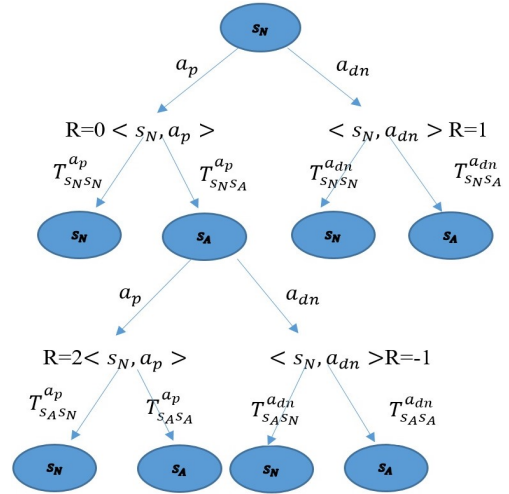 s_N
a_p a_dn
R=0 < s_N, a_p > < s_N, a_dn > R=1
T^{a_p}_{s_N s_N} T^{a_p}_{s_N s_A} T^{a_dn}_{s_N s_N} T^{a_dn}_{s_N s_A}
s_N s_A s_N s_A
a_p a_dn
R=2< s_N, a_p > < s_N, a_dn >R=-1
T^{a_p}_{s_A s_N} T^{a_p}_{s_A s_A} T^{a_dn}_{s_A s_N} T^{a_dn}_{s_A s_A}
s_N s_A s_N s_A